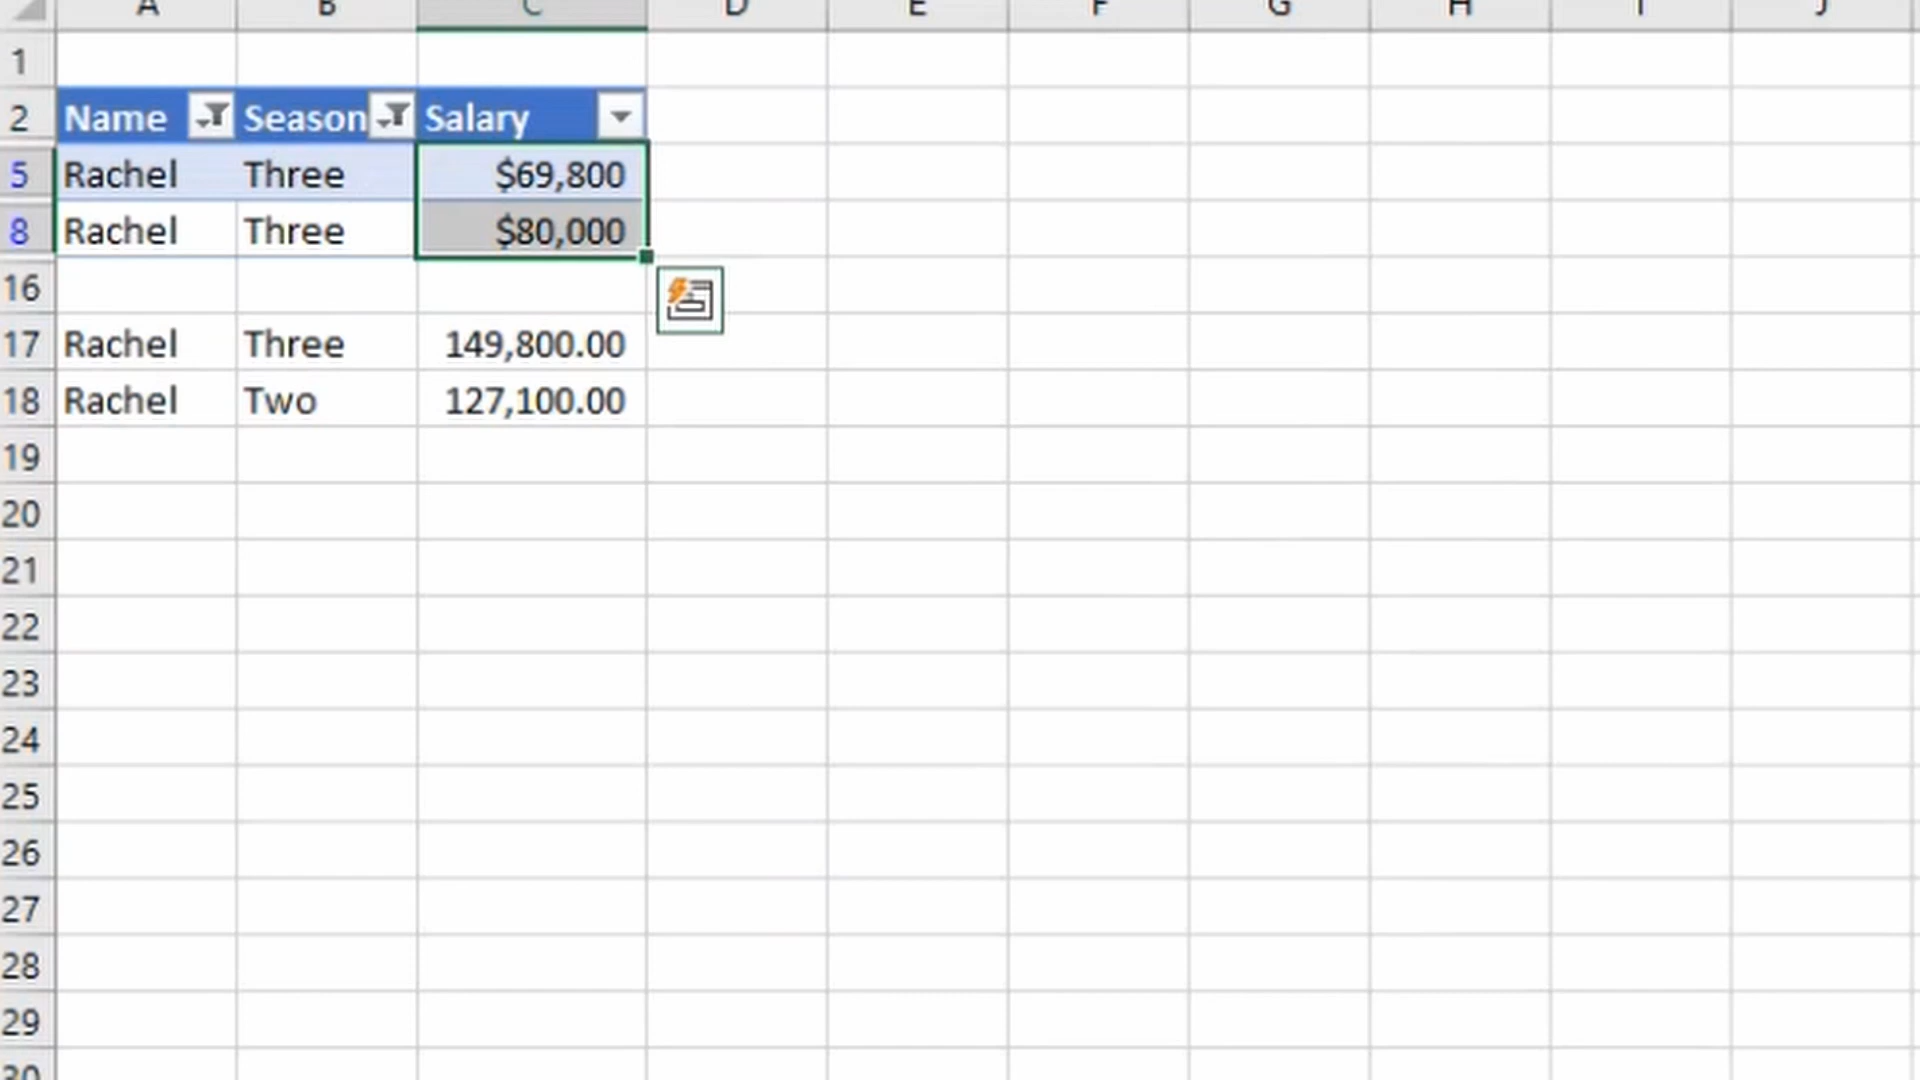 A B C D E F G H I J
1
2 Name Season Salary
5 Rachel Three $69,800
8 Rachel Three $80,000
16
17 Rachel Three 149,800.00
18 Rachel Two 127,100.00
19
20
21
22
23
24
25
26
27
28
29
30